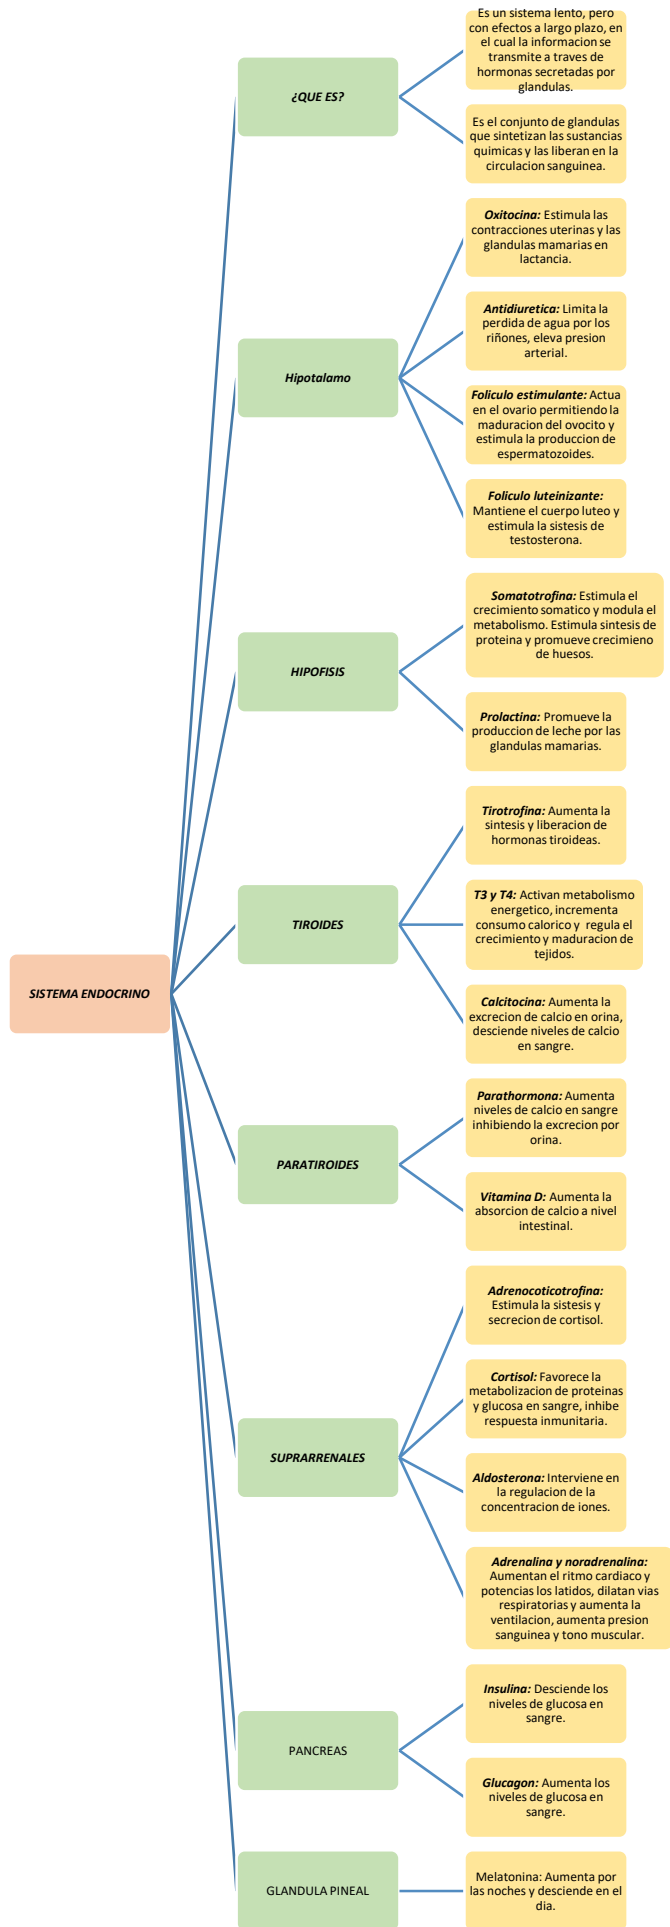 Es un sistema lento, pero
con efectos a largo plazo, en
el cual la informacion se
transmite a traves de
hormonas secretadas por
glandulas.
¿QUE ES?
Es el conjunto de glandulas
que sintetizan las sustancias
quimicas y las liberan en la
circulacion sanguinea.
Oxitocina: Estimula las
contracciones uterinas y las
glandulas mamarias en
lactancia.
Antidiuretica: Limita la
perdida de agua por los
riñones, eleva presion
arterial.
Hipotalamo
Foliculo estimulante: Actua
en el ovario permitiendo la
maduracion del ovocito y
estimula la produccion de
espermatozoides.
Foliculo luteinizante:
Mantiene el cuerpo luteo y
estimula la sistesis de
testosterona.
Somatotrofina: Estimula el
crecimiento somatico y modula el
metabolismo. Estimula sintesis de
proteina y promueve crecimieno
de huesos.
HIPOFISIS
Prolactina: Promueve la
produccion de leche por las
glandulas mamarias.
Tirotrofina: Aumenta la
sintesis y liberacion de
hormonas tiroideas.
TIROIDES
T3 y T4: Activan metabolismo
energetico, incrementa
consumo calorico y  regula el
crecimiento y maduracion de
tejidos.
SISTEMA ENDOCRINO
Calcitocina: Aumenta la
excrecion de calcio en orina,
desciende niveles de calcio
en sangre.
Parathormona: Aumenta
niveles de calcio en sangre
inhibiendo la excrecion por
orina.
PARATIROIDES
Vitamina D: Aumenta la
absorcion de calcio a nivel
intestinal.
Adrenocoticotrofina:
Estimula la sistesis y
secrecion de cortisol.
Cortisol: Favorece la
metabolizacion de proteinas
y glucosa en sangre, inhibe
respuesta inmunitaria.
SUPRARRENALES
Aldosterona: Interviene en
la regulacion de la
concentracion de iones.
Adrenalina y noradrenalina:
Aumentan el ritmo cardiaco y
potencias los latidos, dilatan vias
respiratorias y aumenta la
ventilacion, aumenta presion
sanguinea y tono muscular.
Insulina: Desciende los
niveles de glucosa en
sangre.
PANCREAS
Glucagon: Aumenta los
niveles de glucosa en
sangre.
GLANDULA PINEAL
Melatonina: Aumenta por
las noches y desciende en el
dia.